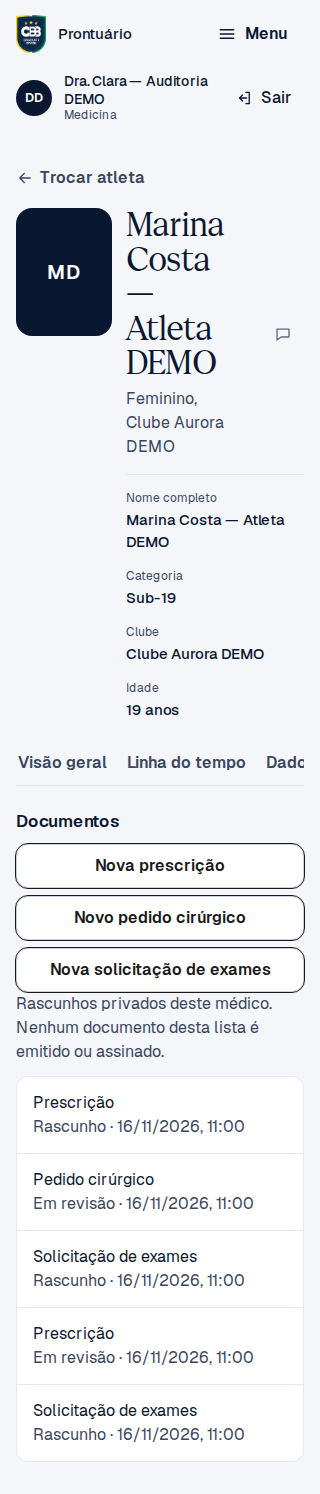 CBB
Prontuário
Menu
DD
Dra.Clara — Auditoria
DEMO
Medicina
Sair
← Trocar atleta
MD
Marina
Costa
—
Atleta
DEMO
Feminino,
Clube Aurora
DEMO
Nome completo
Marina Costa — Atleta
DEMO
Categoria
Sub-19
Clube
Clube Aurora DEMO
Idade
19 anos
Visão geral
Linha do tempo
Dado
Documentos
Nova prescrição
Novo pedido cirúrgico
Nova solicitação de exames
Rascunhos privados deste médico.
Nenhum documento desta lista é
emitido ou assinado.
Prescrição
Rascunho · 16/11/2026, 11:00
Pedido cirúrgico
Em revisão · 16/11/2026, 11:00
Solicitação de exames
Rascunho · 16/11/2026, 11:00
Prescrição
Em revisão · 16/11/2026, 11:00
Solicitação de exames
Rascunho · 16/11/2026, 11:00